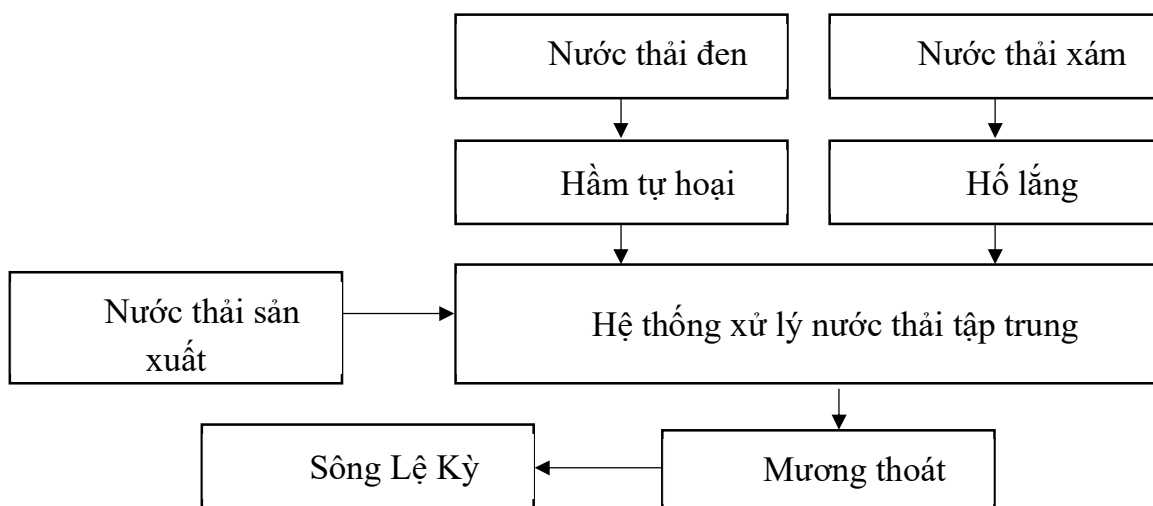 Nước thải đen
Nước thải xám
Hầm tự hoại
Hố lắng
Nước thải sản
xuất
Hệ thống xử lý nước thải tập trung
Sông Lệ Kỳ
Mương thoát